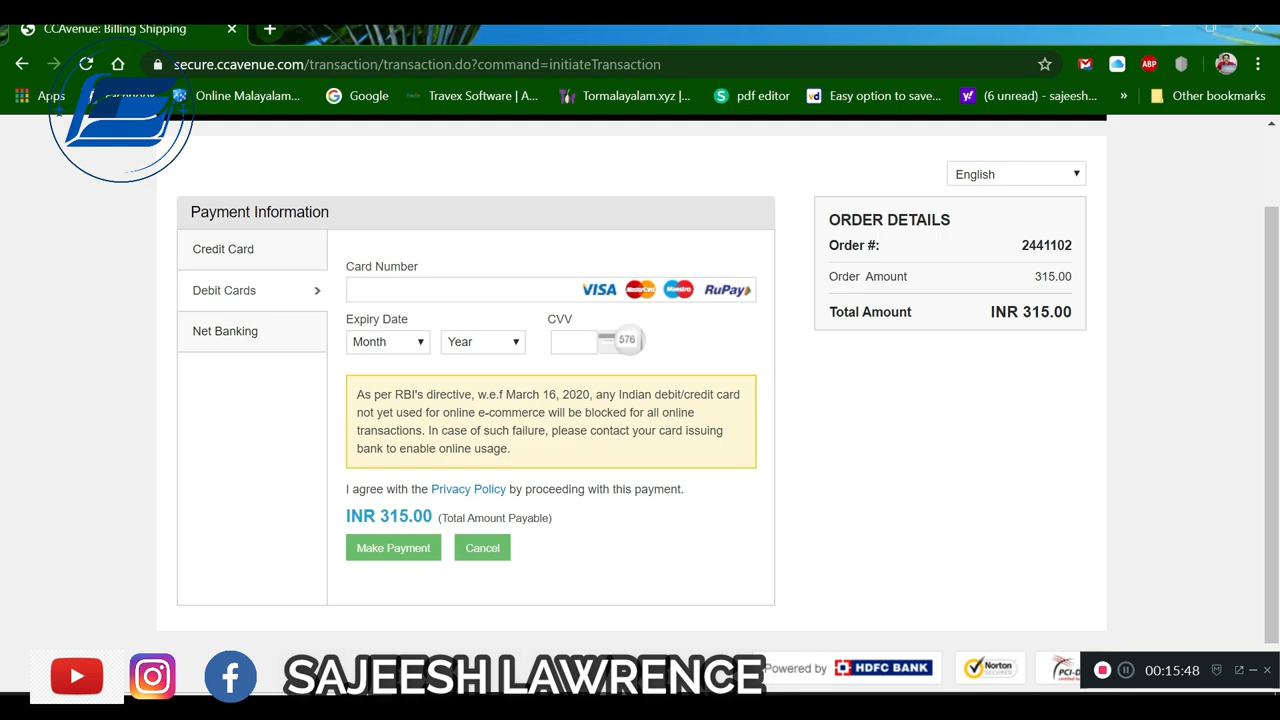 CCAvenue: Billing Shipping
secure.ccavenue.com/transaction/transaction.do?command=initiateTransaction
ABP
Apps
Facebook
Online Malayalam...
Google
Travex Software | A...
Tormalayalam.xyz |...
pdf editor
Easy option to save...
(6 unread) - sajeesh...
»
Other bookmarks
English
Payment Information
Credit Card
Debit Cards
Net Banking
Card Number
VISA MasterCard Maestro RuPay
Expiry Date
CVV
Month
Year
576
As per RBI's directive, w.e.f March 16, 2020, any Indian debit/credit card
not yet used for online e-commerce will be blocked for all online
transactions. In case of such failure, please contact your card issuing
bank to enable online usage.
I agree with the Privacy Policy by proceeding with this payment.
INR 315.00 (Total Amount Payable)
Make Payment
Cancel
ORDER DETAILS
Order #: 2441102
Order Amount 315.00
Total Amount INR 315.00
SAJEESH LAWRENCE
Powered by HDFC BANK
Norton
SECURED
PCI-D
00:15:48